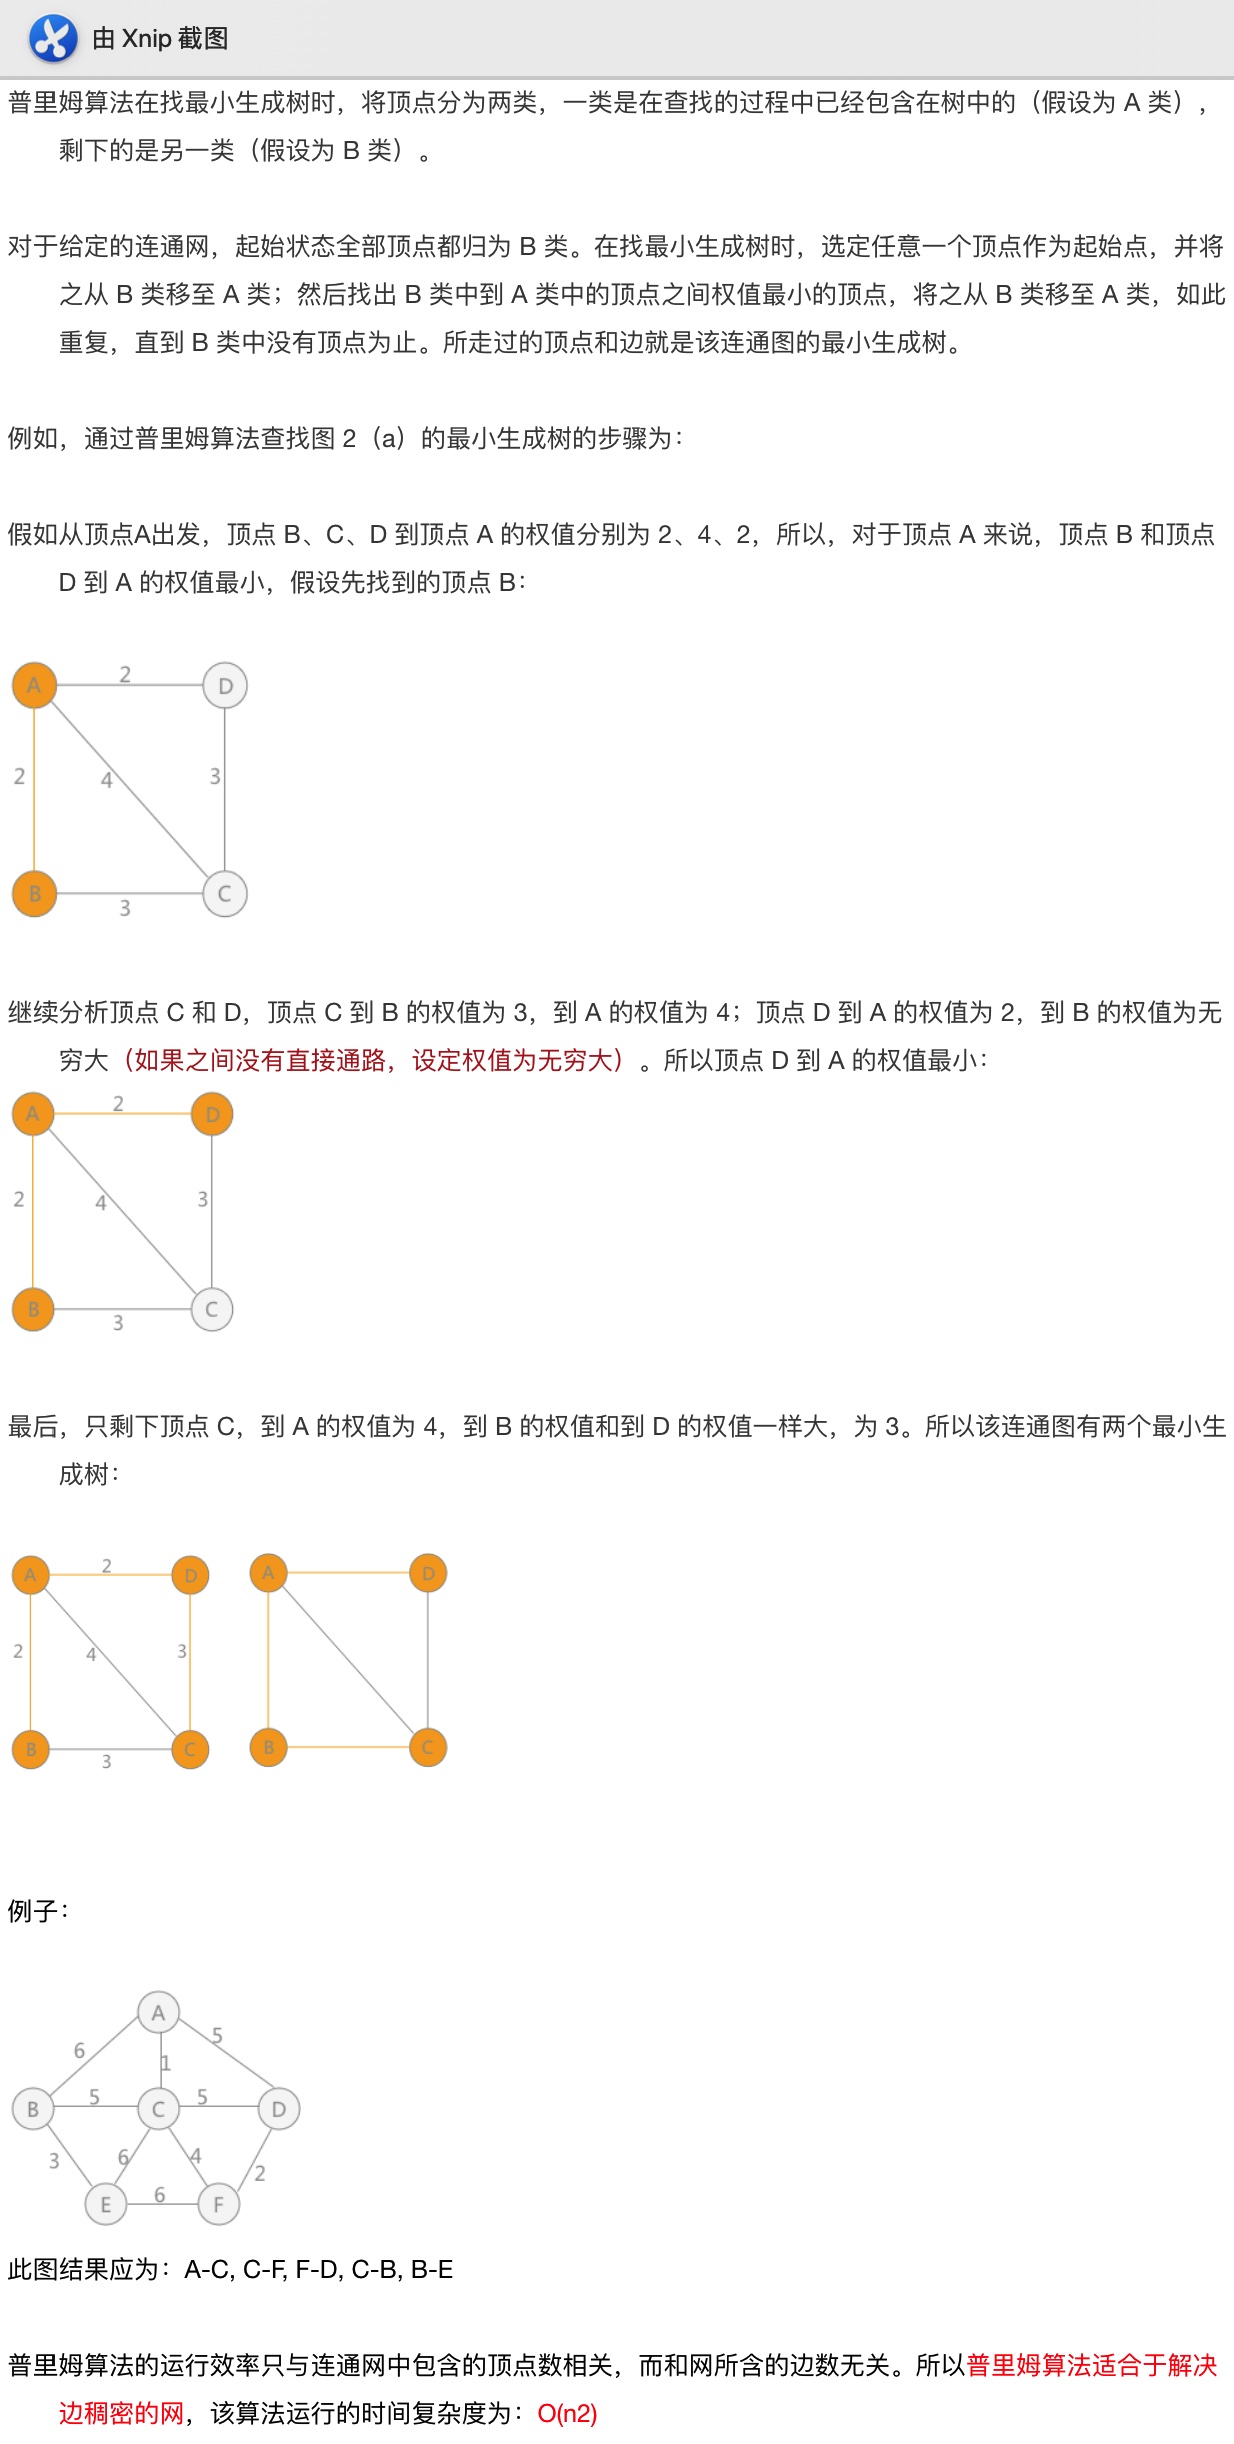 由 Xnip 截图
普里姆算法在找最小生成树时，将顶点分为两类，一类是在查找的过程中已经包含在树中的（假设为 A 类），
剩下的是另一类（假设为 B 类）。
对于给定的连通网，起始状态全部顶点都归为 B 类。在找最小生成树时，选定任意一个顶点作为起始点，并将
之从 B 类移至 A 类；然后找出 B 类中到 A 类中的顶点之间权值最小的顶点，将之从 B 类移至 A 类，如此
重复，直到 B 类中没有顶点为止。所走过的顶点和边就是该连通图的最小生成树。
例如，通过普里姆算法查找图 2（a）的最小生成树的步骤为：
假如从顶点A出发，顶点 B、C、D 到顶点 A 的权值分别为 2、4、2，所以，对于顶点 A 来说，顶点 B 和顶点
D 到 A 的权值最小，假设先找到的顶点 B：
A 2 D
2 4 3
B 3 C
继续分析顶点 C 和 D，顶点 C 到 B 的权值为 3，到 A 的权值为 4；顶点 D 到 A 的权值为 2，到 B 的权值为无
穷大（如果之间没有直接通路，设定权值为无穷大）。所以顶点 D 到 A 的权值最小：
A 2 D
2 4 3
B 3 C
最后，只剩下顶点 C，到 A 的权值为 4，到 B 的权值和到 D 的权值一样大，为 3。所以该连通图有两个最小生
成树：
A 2 D A D
2 4 3
B 3 C B C
例子：
A
6 1 5
B 5 C 5 D
3 6 4 2
E 6 F
此图结果应为：A-C, C-F, F-D, C-B, B-E
普里姆算法的运行效率只与连通网中包含的顶点数相关，而和网所含的边数无关。所以普里姆算法适合于解决
边稠密的网，该算法运行的时间复杂度为：O(n2)